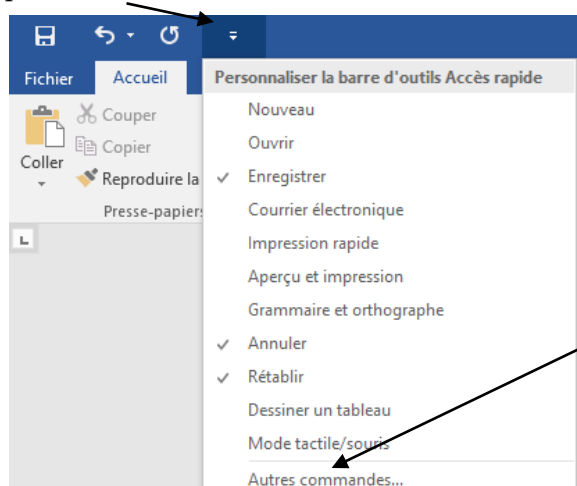 Fichier Accueil
Personnaliser la barre d'outils Accès rapide
Couper
Copier
Coller
Reproduire la
Presse-papiers
Nouveau
Ouvrir
Enregistrer
Courrier électronique
Impression rapide
Aperçu et impression
Grammaire et orthographe
Annuler
Rétablir
Dessiner un tableau
Mode tactile/souris
Autres commandes...